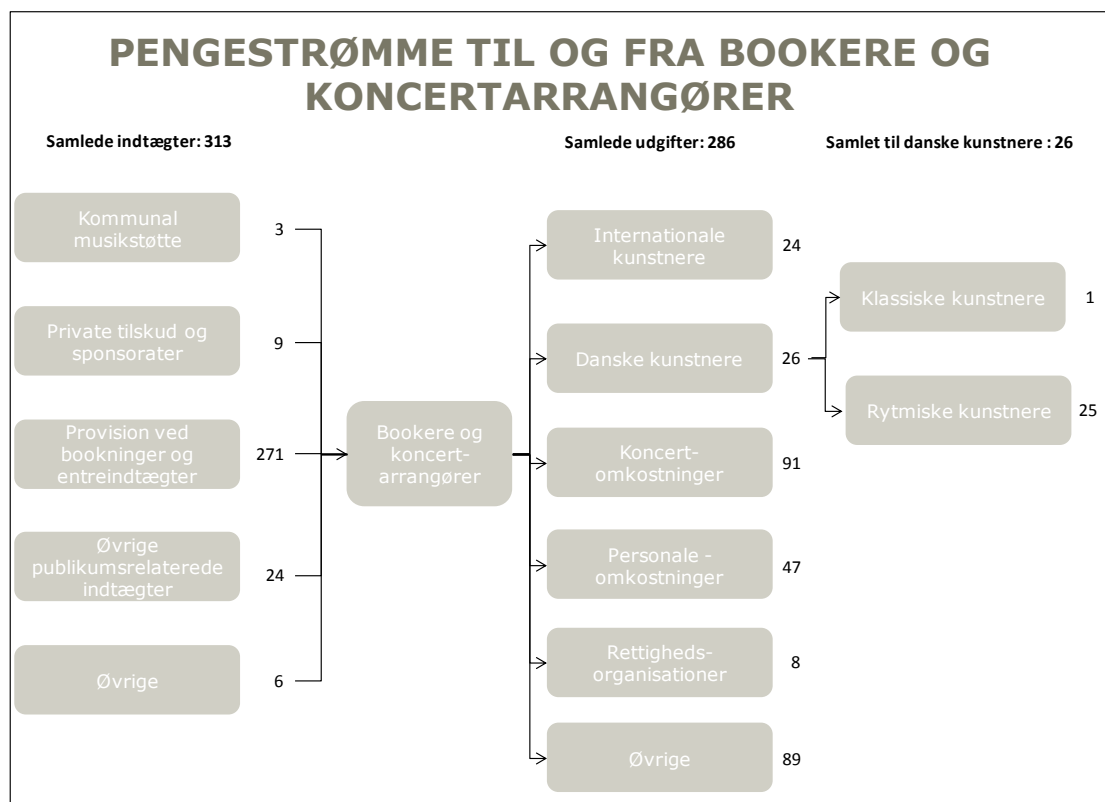 PENGESTRØMME TIL OG FRA BOOKERE OG
KONCERTARRANGØRER
Samlede indtægter: 313
Samlede udgifter: 286
Samlet til danske kunstnere : 26
Kommunal
musikstøtte
3
Private tilskud og
sponsorater
9
Provision ved
bookninger og
entreindtægter
271
Øvrige
publikumsrelaterede
indtægter
24
Øvrige
6
Bookere og
koncert-
arrangører
Internationale
kunstnere
24
Danske kunstnere
26
Koncert-
omkostninger
91
Personale -
omkostninger
47
Rettigheds-
organisationer
8
Øvrige
89
Klassiske kunstnere
1
Rytmiske kunstnere
25